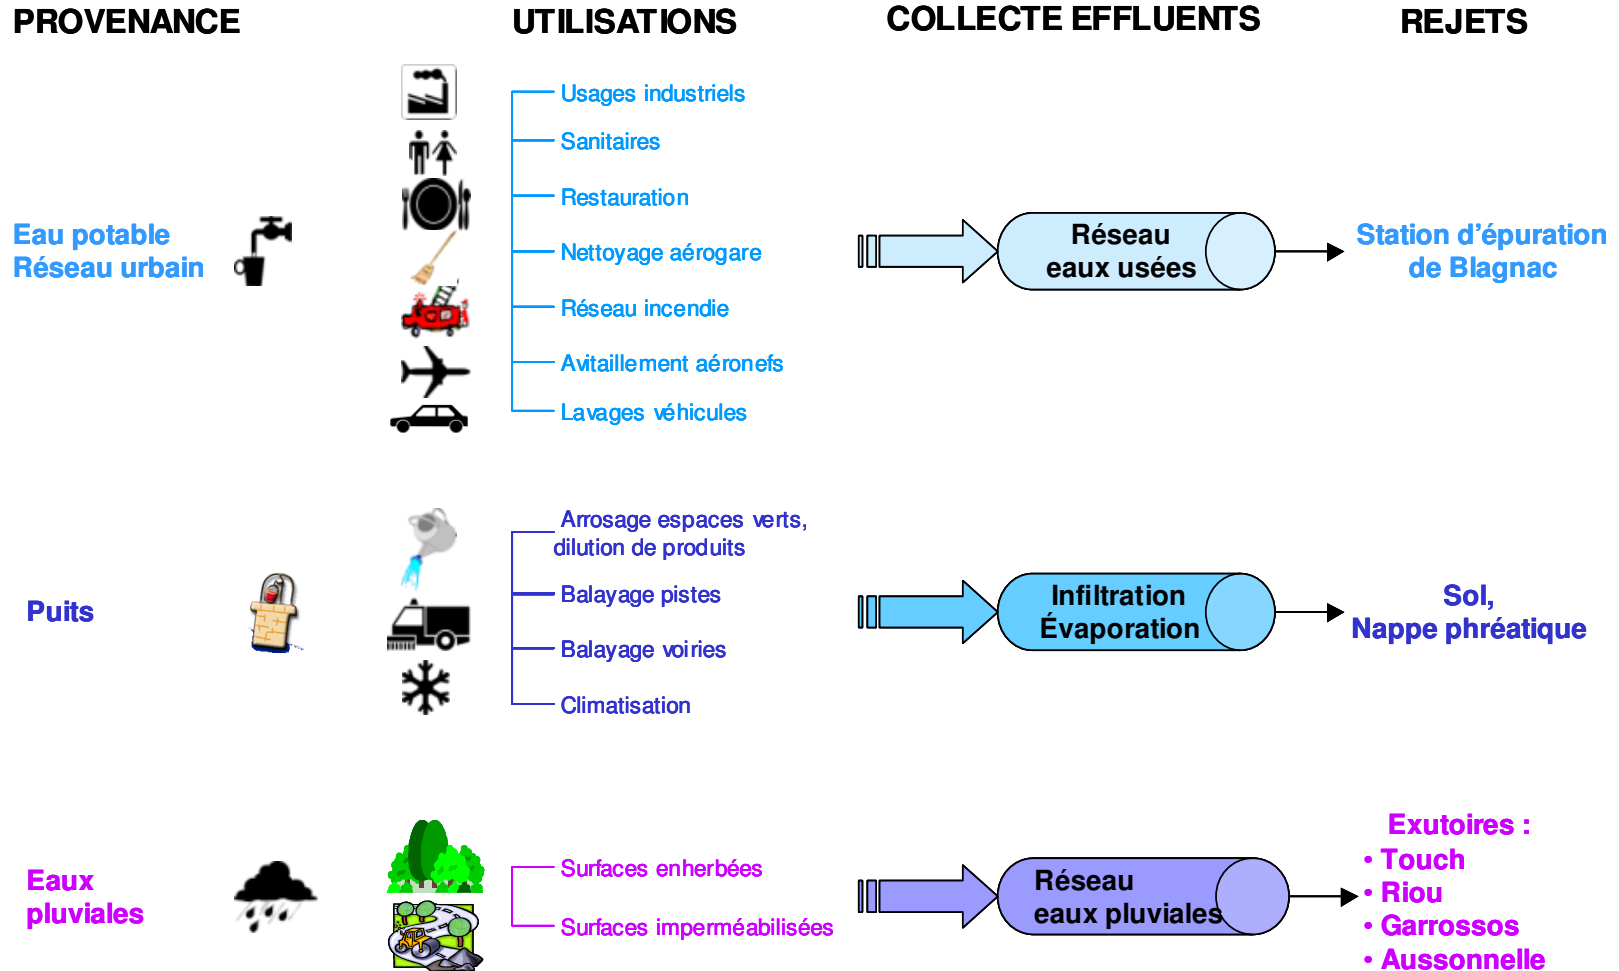 PROVENANCE
UTILISATIONS
COLLECTE EFFLUENTS
REJETS
Eau potable
Réseau urbain
Usages industriels
Sanitaires
Restauration
Nettoyage aérogare
Réseau incendie
Avitaillement aéronefs
Lavages véhicules
Réseau
eaux usées
Station d’épuration
de Blagnac
Puits
Arrosage espaces verts,
dilution de produits
Balayage pistes
Balayage voiries
Climatisation
Infiltration
Évaporation
Sol,
Nappe phréatique
Eaux
pluviales
Surfaces enherbées
Surfaces imperméabilisées
Réseau
eaux pluviales
Exutoires :
• Touch
• Riou
• Garrossos
• Aussonnelle